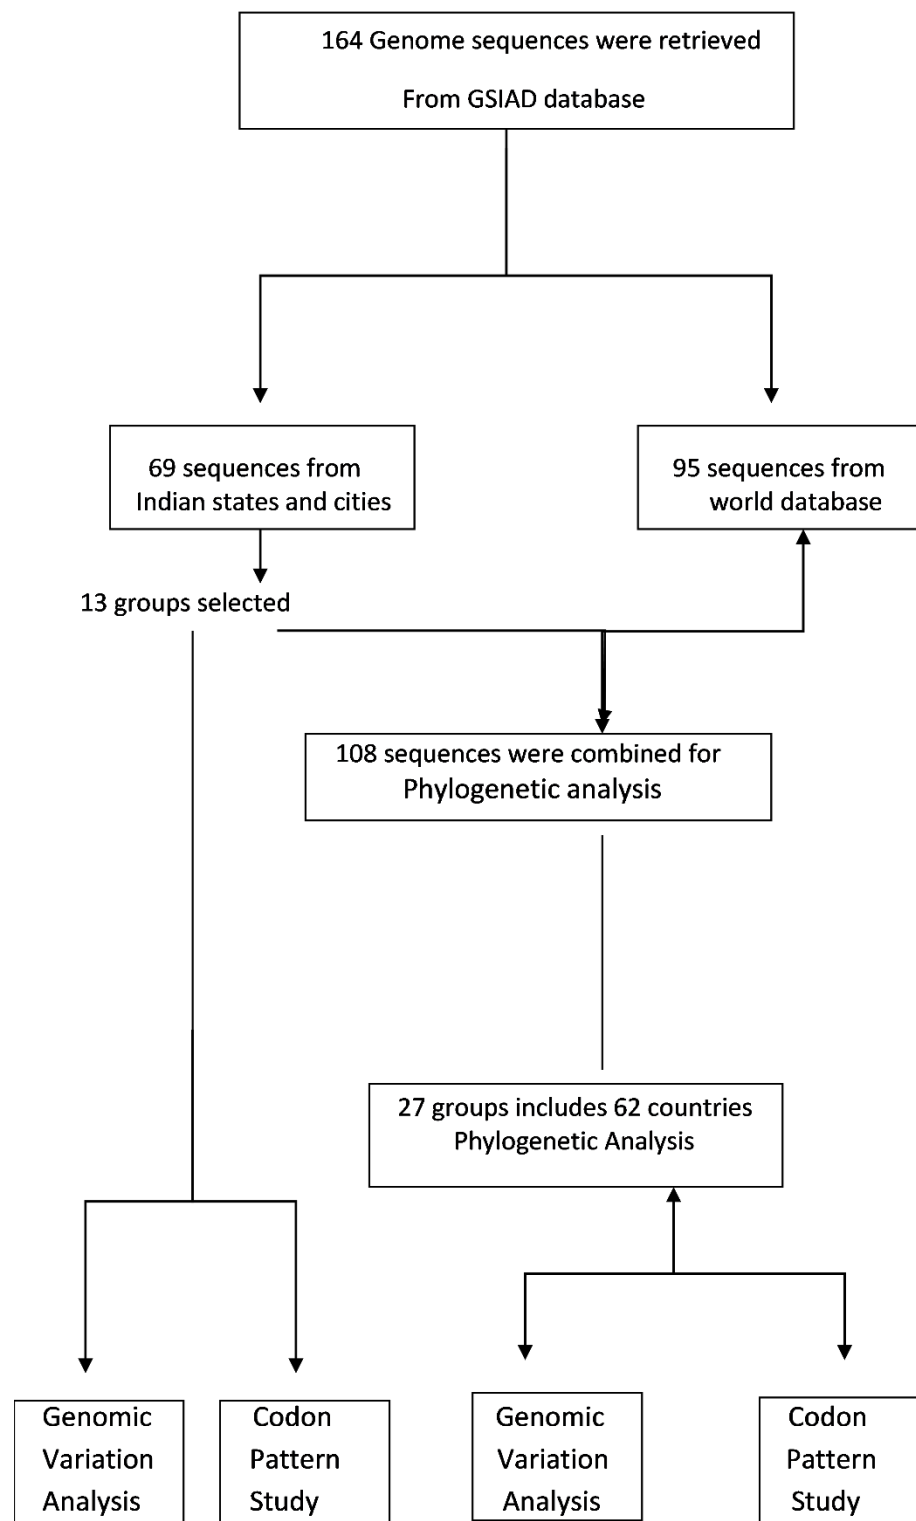 164 Genome sequences were retrieved
From GSIAD database
69 sequences from
Indian states and cities
95 sequences from
world database
13 groups selected
108 sequences were combined for
Phylogenetic analysis
27 groups includes 62 countries
Phylogenetic Analysis
Genomic
Variation
Analysis
Codon
Pattern
Study
Genomic
Variation
Analysis
Codon
Pattern
Study